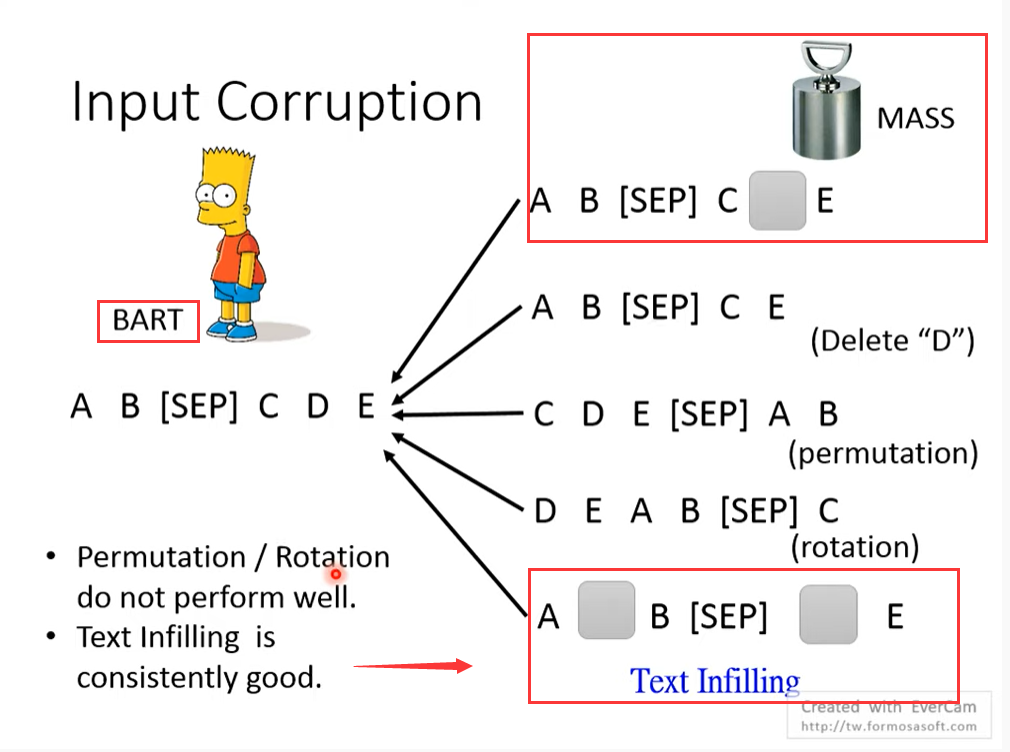 Input Corruption
MASS
A B [SEP] C E
BART
A B [SEP] C E
(Delete “D”)
A B [SEP] C D E
C D E [SEP] A B
(permutation)
D E A B [SEP] C
(rotation)
• Permutation / Rotation
do not perform well.
• Text Infilling is
consistently good.
A B [SEP] E
Text Infilling
Created with EverCam
http://tw.formosasoft.com